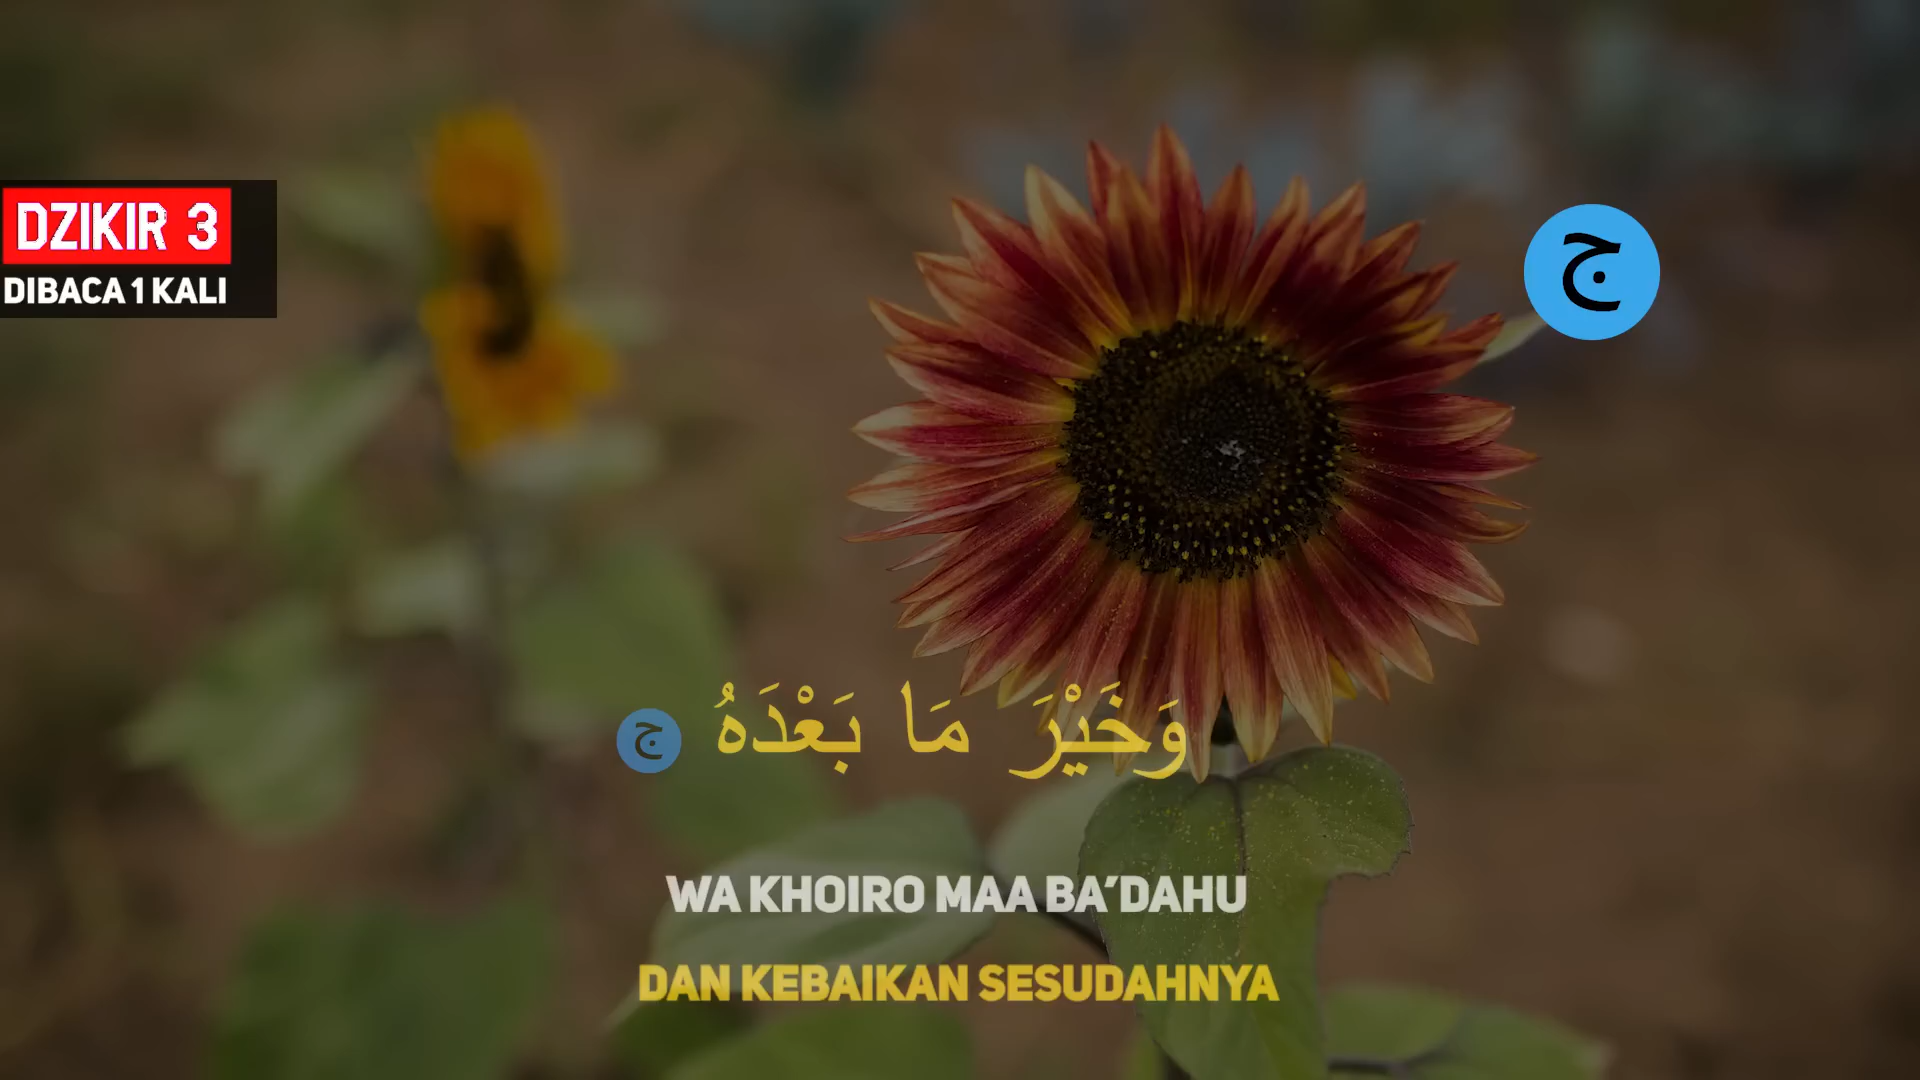 DZIKIR 3
DIBACA 1 KALI
ج
وَخَيْرَ مَا بَعْدَهُ ج
WA KHOIRO MAA BA’DAHU
DAN KEBAIKAN SESUDAHNYA